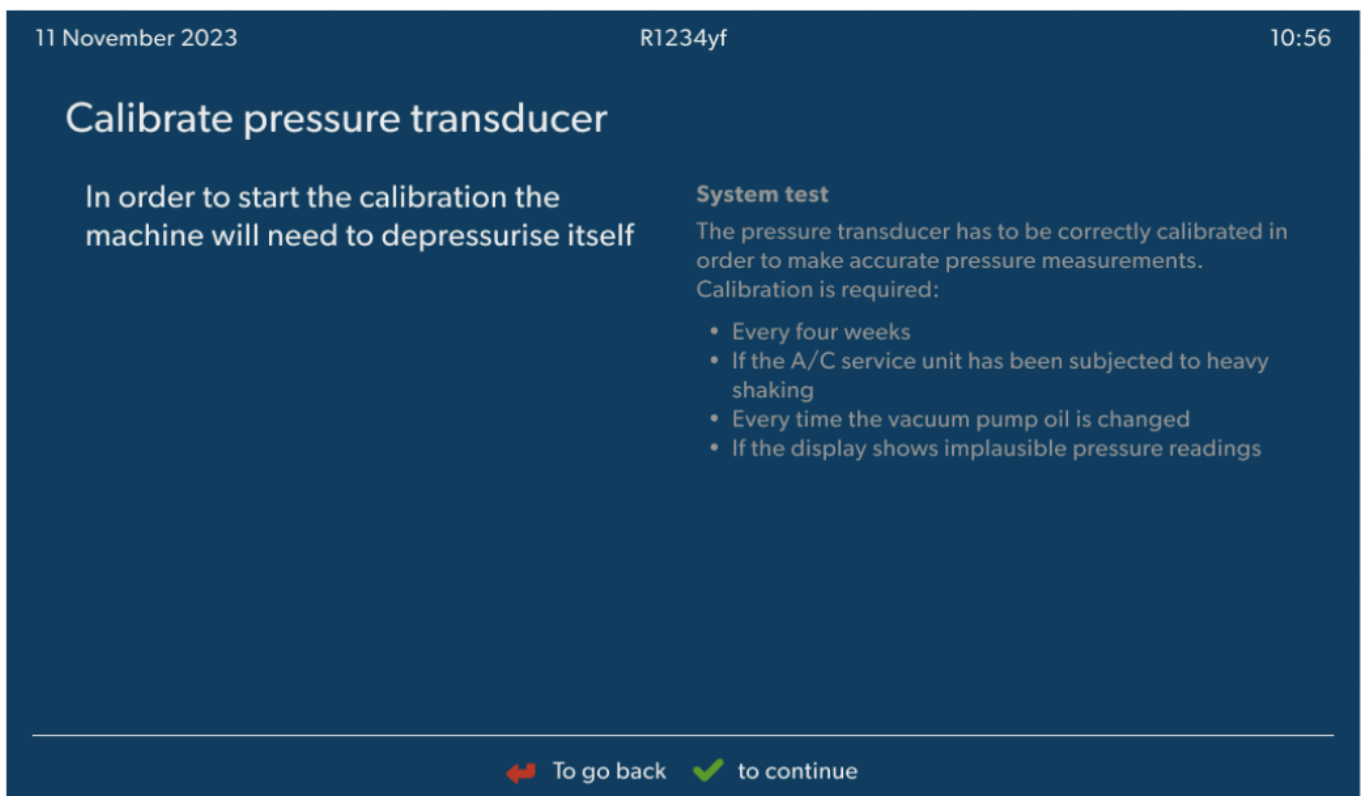 11 November 2023
R1234yf
10:56
Calibrate pressure transducer
In order to start the calibration the
machine will need to depressurise itself
System test
The pressure transducer has to be correctly calibrated in
order to make accurate pressure measurements.
Calibration is required:
• Every four weeks
• If the A/C service unit has been subjected to heavy
shaking
• Every time the vacuum pump oil is changed
• If the display shows implausible pressure readings
To go back
to continue